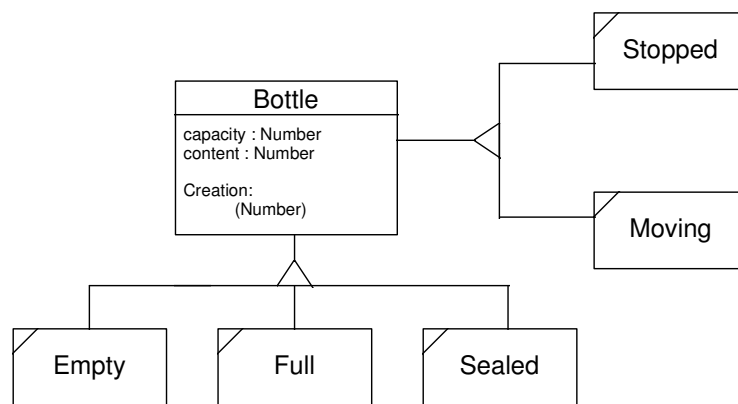 Stopped
Bottle
capacity : Number
content : Number
Creation:
(Number)
Moving
Empty
Full
Sealed